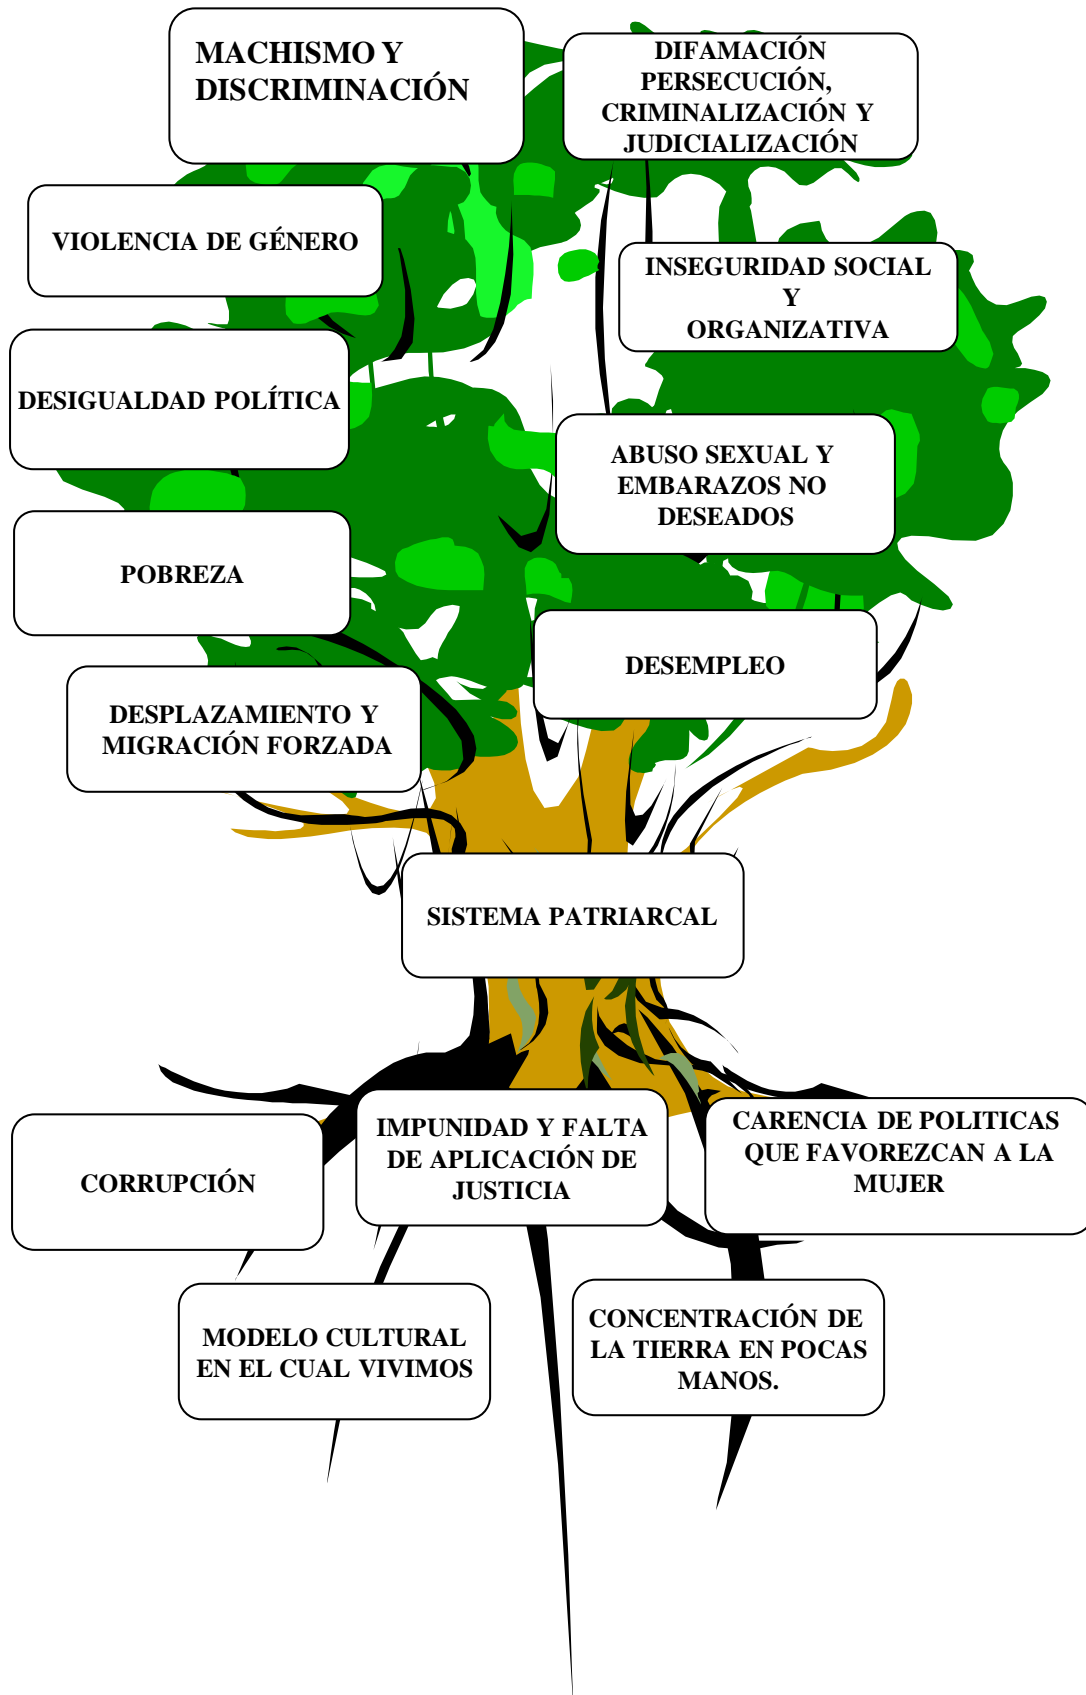 MACHISMO Y
DISCRIMINACIÓN
DIFAMACIÓN
PERSECUCIÓN,
CRIMINALIZACIÓN Y
JUDICIALIZACIÓN
VIOLENCIA DE GÉNERO
INSEGURIDAD SOCIAL
Y
ORGANIZATIVA
DESIGUALDAD POLÍTICA
ABUSO SEXUAL Y
EMBARAZOS NO
DESEADOS
POBREZA
DESEMPLEO
DESPLAZAMIENTO Y
MIGRACIÓN FORZADA
SISTEMA PATRIARCAL
CORRUPCIÓN
IMPUNIDAD Y FALTA
DE APLICACIÓN DE
JUSTICIA
CARENCIA DE POLITICAS
QUE FAVOREZCAN A LA
MUJER
MODELO CULTURAL
EN EL CUAL VIVIMOS
CONCENTRACIÓN DE
LA TIERRA EN POCAS
MANOS.